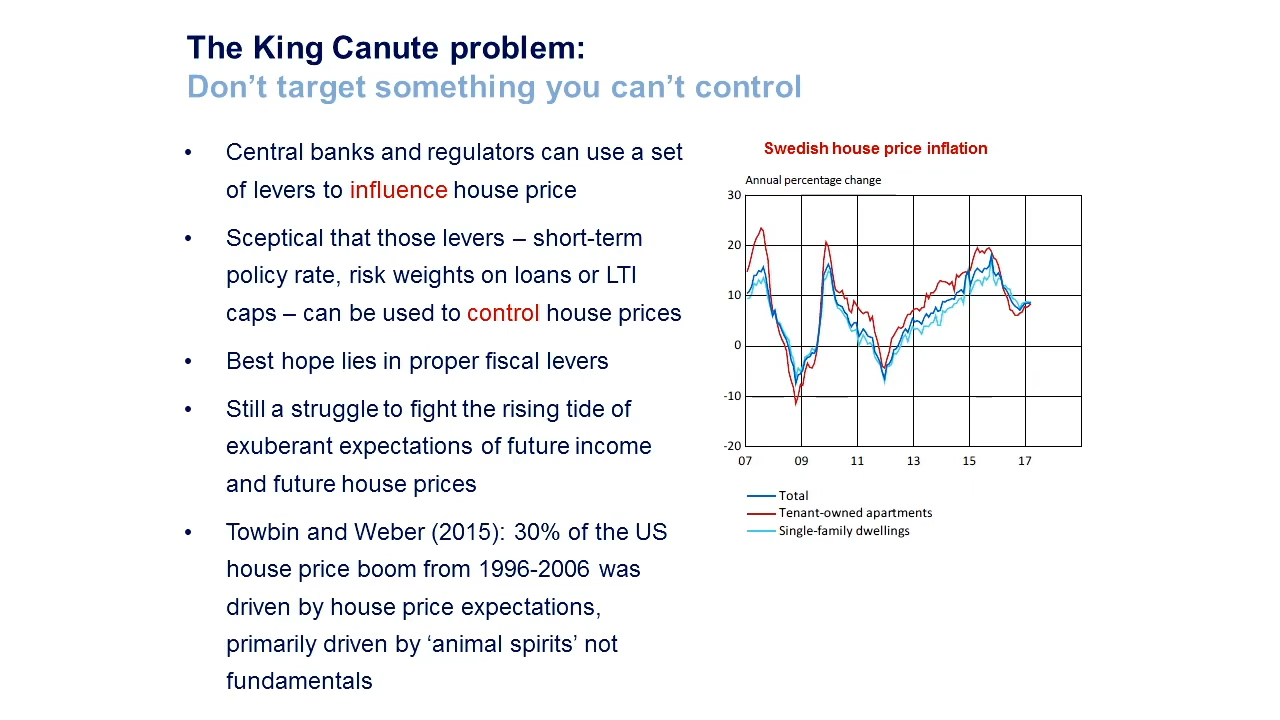 The King Canute problem:
Don't target something you can't control
• Central banks and regulators can use a set
of levers to influence house price
• Sceptical that those levers – short-term
policy rate, risk weights on loans or LTI
caps – can be used to control house prices
• Best hope lies in proper fiscal levers
• Still a struggle to fight the rising tide of
exuberant expectations of future income
and future house prices
• Towbin and Weber (2015): 30% of the US
house price boom from 1996-2006 was
driven by house price expectations,
primarily driven by ‘animal spirits’ not
fundamentals
Swedish house price inflation
Annual percentage change
30
20
10
0
-10
-20
07 09 11 13 15 17
Total
Tenant-owned apartments
Single-family dwellings